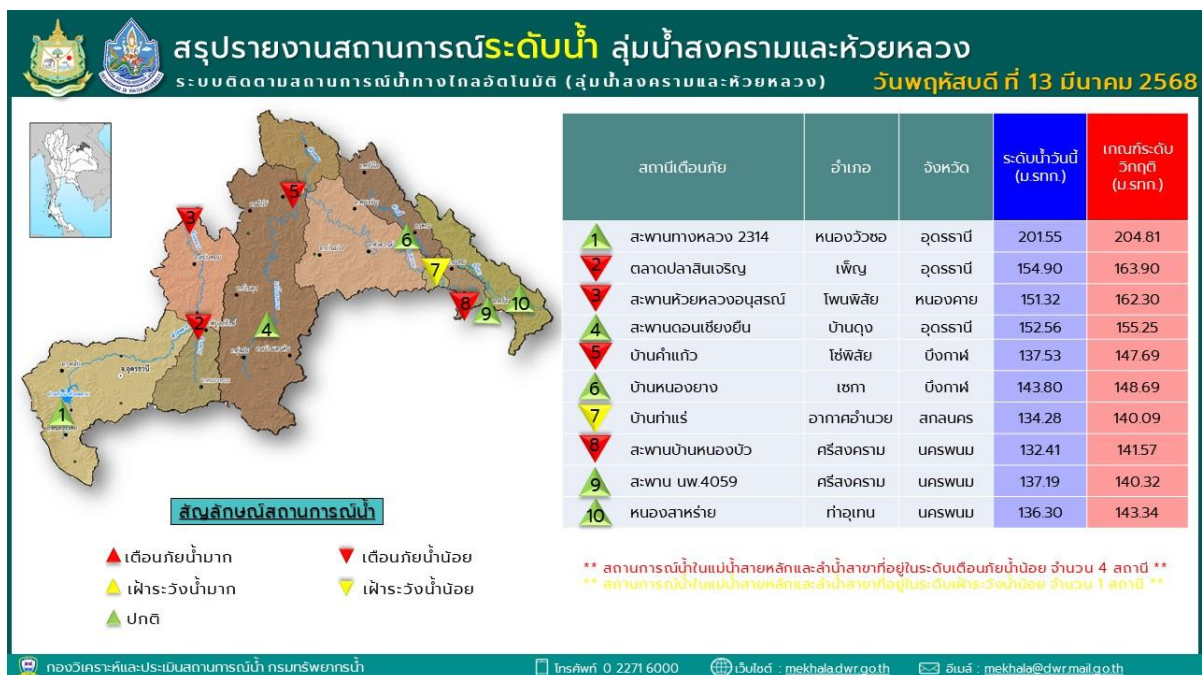 สรุปรายงานสถานการณ์ระดับน้ำ ลุ่มน้ำสงครามและห้วยหลวง
ระบบติดตามสถานการณ์น้ำทางไกลอัตโนมัติ (ลุ่มน้ำสงครามและห้วยหลวง)
วันพฤหัสบดี ที่ 13 มีนาคม 2568
สถานีเตือนภัย อำเภอ จังหวัด ระดับน้ำวันนี้ (ม.รทก.) เกณฑ์ระดับวิกฤติ (ม.รทก.)
1 สะพานทางหลวง 2314 หนองวัวซอ อุดรธานี 201.55 204.81
2 ตลาดปลาสินเจริญ เพ็ญ อุดรธานี 154.90 163.90
3 สะพานห้วยหลวงอนุสรณ์ โพนพิสัย หนองคาย 151.32 162.30
4 สะพานดอนเชียงยืน บ้านดุง อุดรธานี 152.56 155.25
5 บ้านคำแก้ว โซ่พิสัย บึงกาฬ 137.53 147.69
6 บ้านหนองยาง เซกา บึงกาฬ 143.80 148.69
7 บ้านท่าแร่ อากาศอำนวย สกลนคร 134.28 140.09
8 สะพานบ้านหนองบัว ศรีสงคราม นครพนม 132.41 141.57
9 สะพาน นพ.4059 ศรีสงคราม นครพนม 137.19 140.32
10 หนองสาหร่าย ท่าอุเทน นครพนม 136.30 143.34
3
5
6
7
8
9
10
2
4
จ.อุดรธานี
1
สัญลักษณ์สถานการณ์น้ำ
เตือนภัยน้ำมาก เตือนภัยน้ำน้อย
เฝ้าระวังน้ำมาก เฝ้าระวังน้ำน้อย
ปกติ
** สถานการณ์น้ำในแม่น้ำสายหลักและลำน้ำสาขาที่อยู่ในระดับเตือนภัยน้ำน้อย จำนวน 4 สถานี **
** สถานการณ์น้ำในแม่น้ำสายหลักและลำน้ำสาขาที่อยู่ในระดับเฝ้าระวังน้ำน้อย จำนวน 1 สถานี **
กองวิเคราะห์และประเมินสถานการณ์น้ำ กรมทรัพยากรน้ำ โทรศัพท์ 0 2271 6000 เว็บไซต์ : mekhala.dwr.go.th อีเมล์ : mekhala@dwr.mail.go.th